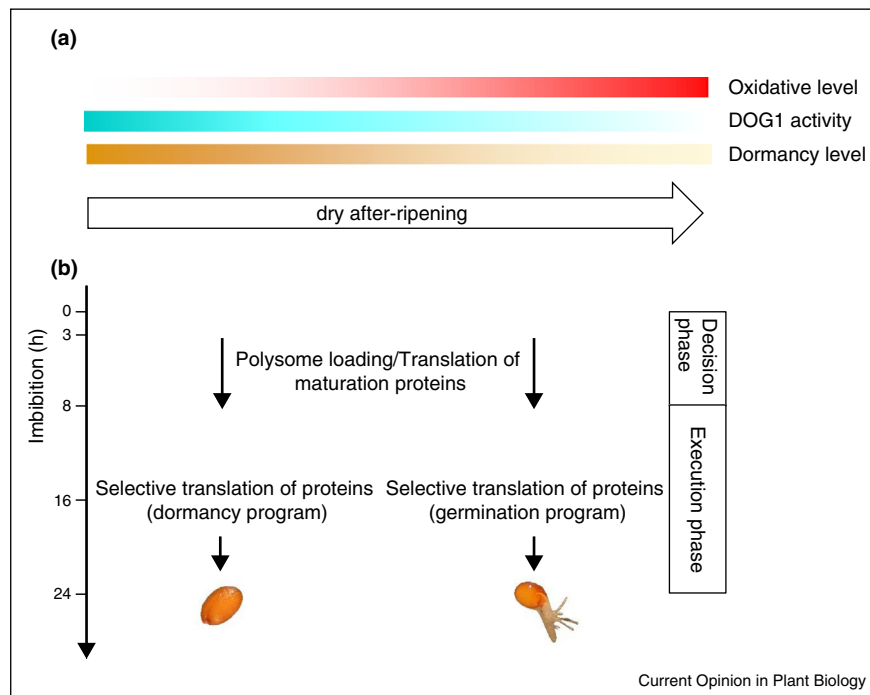 (a)
Oxidative level
DOG1 activity
Dormancy level
dry after-ripening
(b)
Imbibition (h)
0
3
8
16
24
Polysome loading/Translation of
maturation proteins
Selective translation of proteins
(dormancy program)
Selective translation of proteins
(germination program)
Decision
phase
Execution phase
Current Opinion in Plant Biology